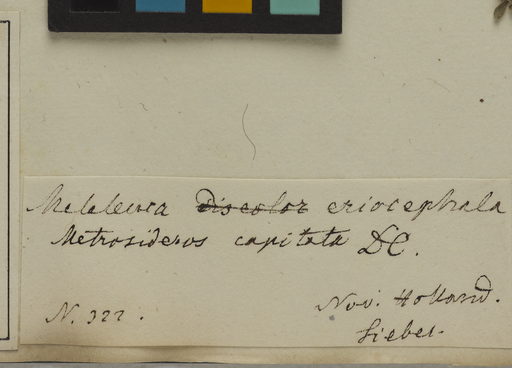 Melaleuca discolor eriocephala
Metrosideros capitata DC.
Nov. Holland.
N. 322.
Sieber.